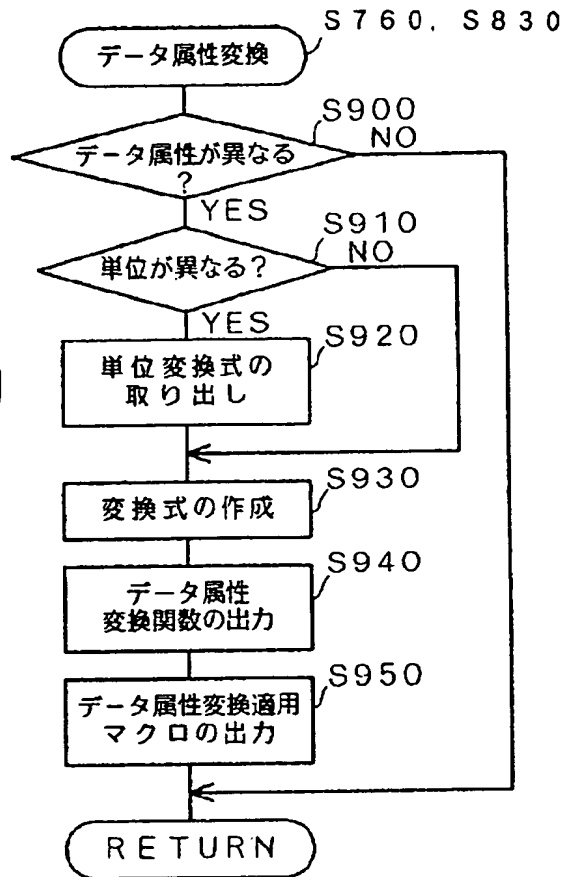 S760, S830
データ属性変換
S900
データ属性が異なる
?
NO
YES
S910
単位が異なる?
NO
YES
S920
単位変換式の
取り出し
S930
変換式の作成
S940
データ属性
変換関数の出力
S950
データ属性変換適用
マクロの出力
RETURN